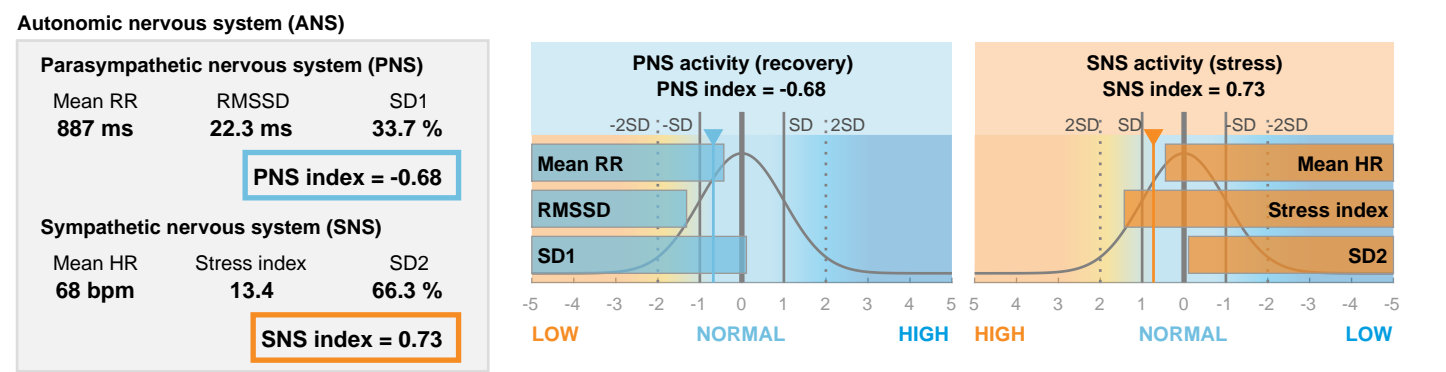 Autonomic nervous system (ANS)
Parasympathetic nervous system (PNS)
Mean RR RMSSD SD1
887 ms 22.3 ms 33.7 %
PNS index = -0.68
Sympathetic nervous system (SNS)
Mean HR Stress index SD2
68 bpm 13.4 66.3 %
SNS index = 0.73
PNS activity (recovery)
PNS index = -0.68
-2SD -SD SD 2SD
Mean RR
RMSSD
SD1
-5 -4 -3 -2 -1 0 1 2 3 4 5
LOW NORMAL HIGH
SNS activity (stress)
SNS index = 0.73
2SD SD -SD -2SD
Mean HR
Stress index
SD2
5 4 3 2 1 0 -1 -2 -3 -4 -5
HIGH NORMAL LOW